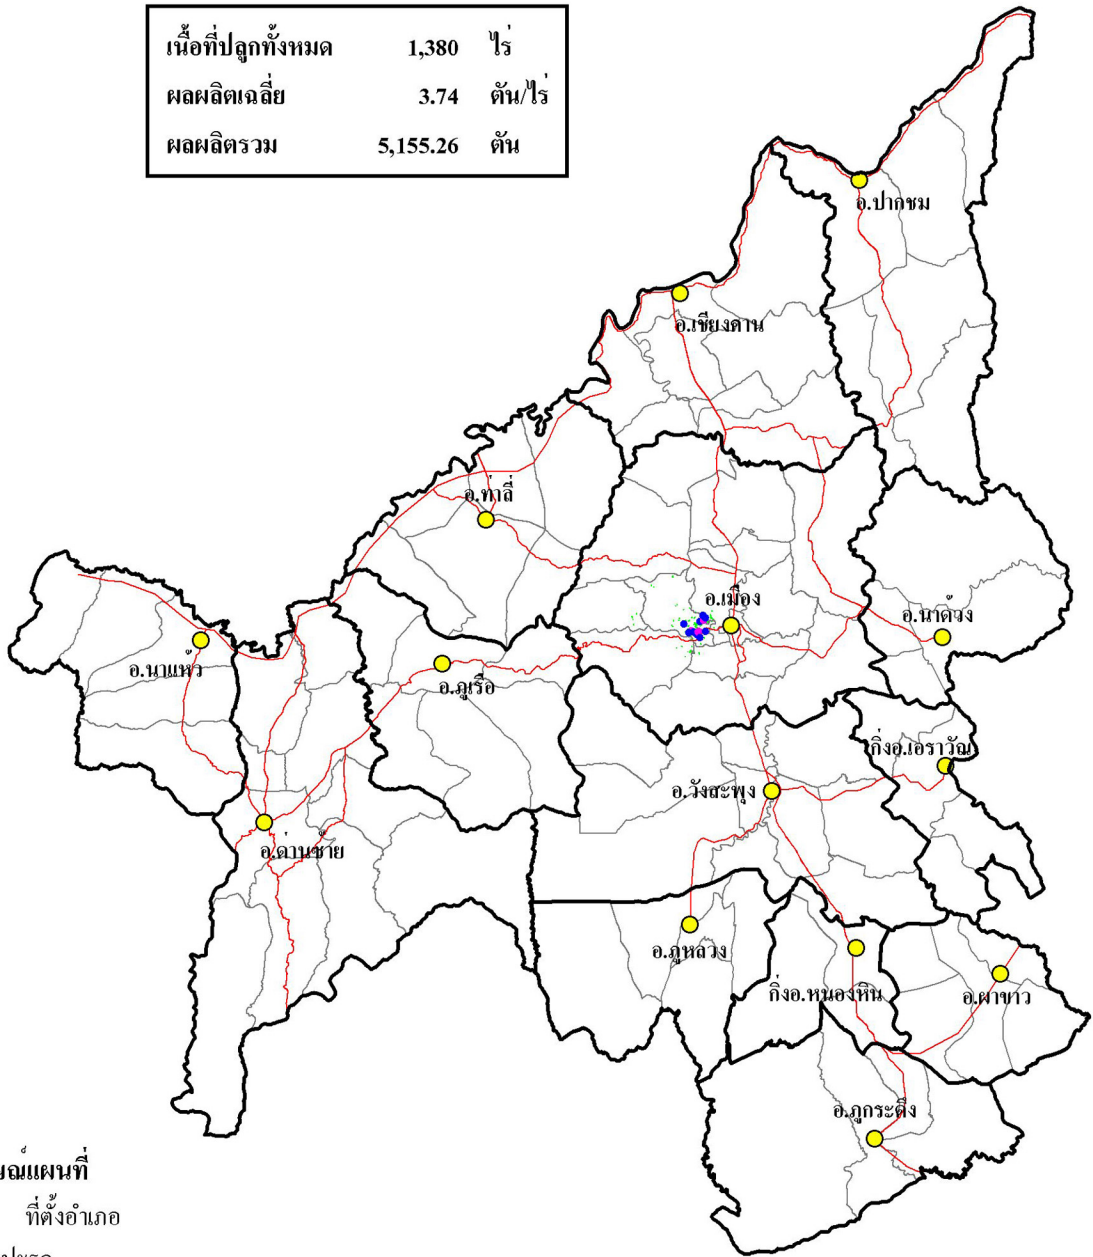 เนื้อที่ปลูกทั้งหมด 1,380 ไร่
ผลผลิตเฉลี่ย 3.74 ตัน/ไร่
ผลผลิตรวม 5,155.26 ตัน
อ.ปากชม
อ.เชียงคาน
อ.ท่าลี่
อ.เมือง
อ.นาด้วง
อ.นาแห้ว
อ.ภูเรือ
กิ่งอ.เอราวัณ
อ.วังสะพุง
อ.ด่านซ้าย
อ.ภูหลวง
กิ่งอ.หนองหิน
อ.ผาขาว
อ.ภูกระดึง
ษณ์แผนที่
ที่ตั้งอำเภอ